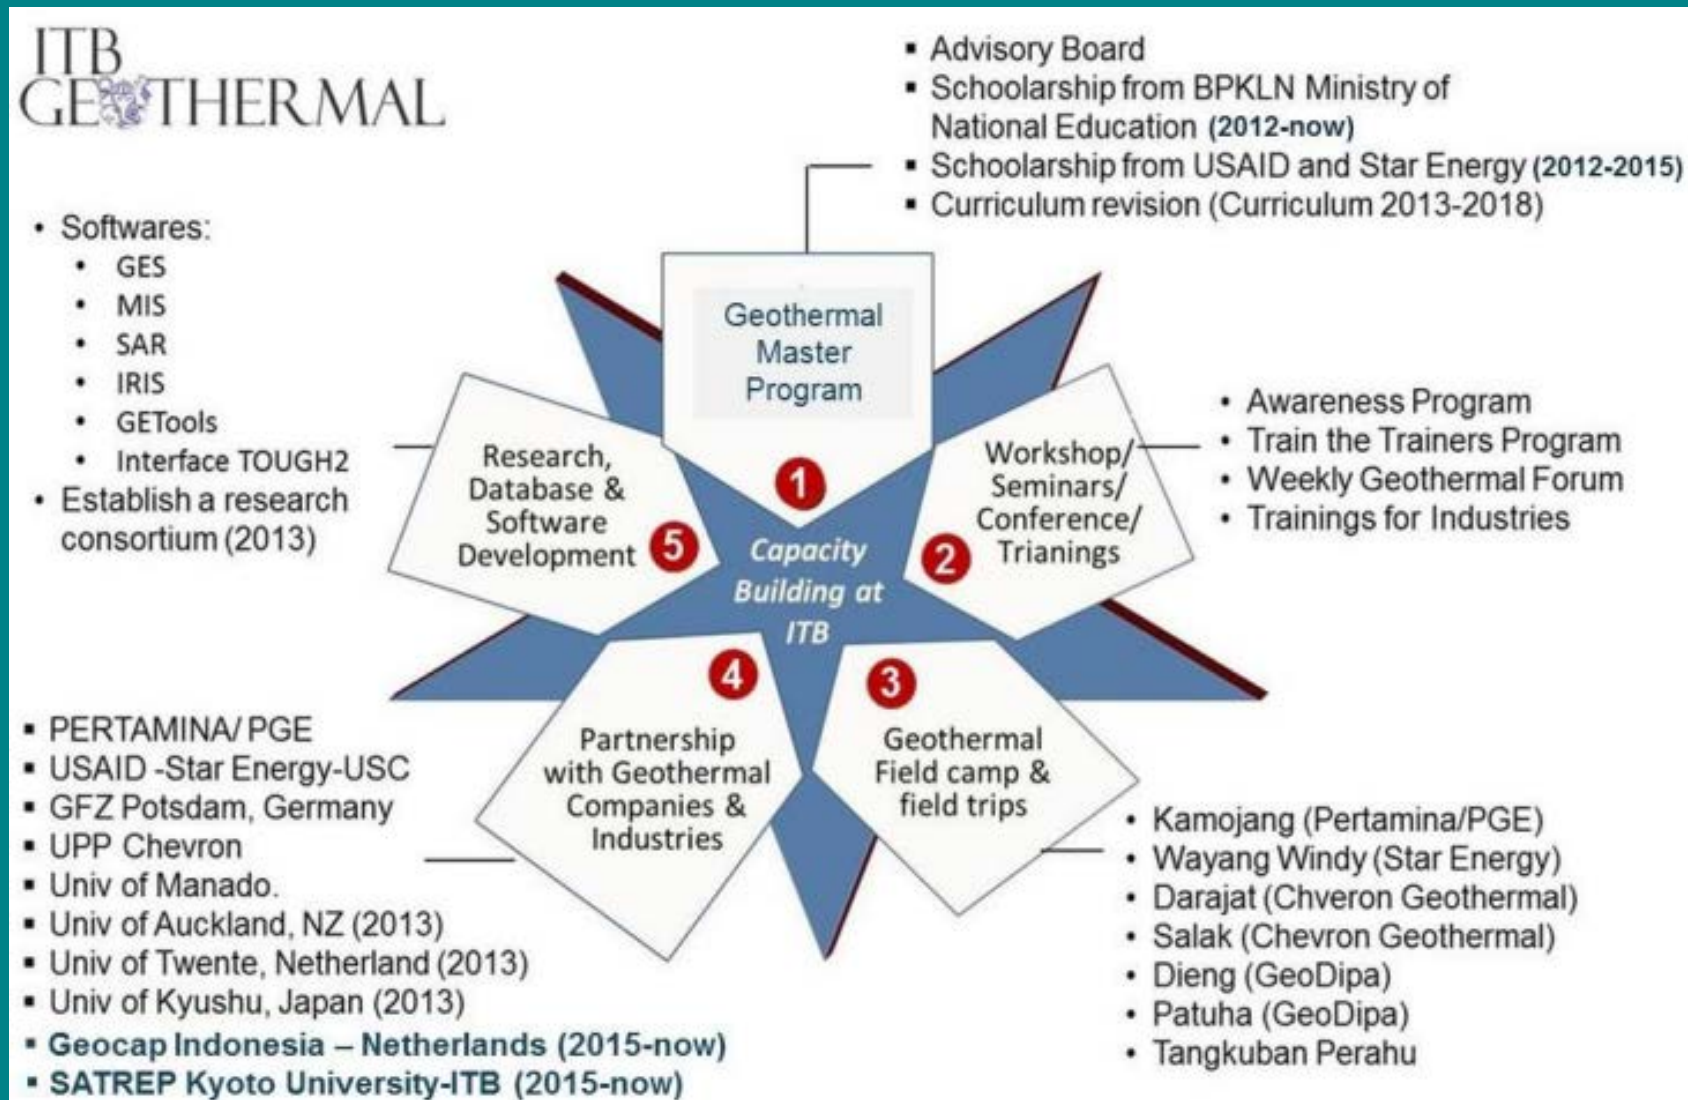 ITB
GEOTHERMAL
▪ Advisory Board
▪ Schoolarship from BPKLN Ministry of
National Education (2012-now)
▪ Schoolarship from USAID and Star Energy (2012-2015)
▪ Curriculum revision (Curriculum 2013-2018)
• Softwares:
• GES
• MIS
• SAR
• IRIS
• GETools
• Interface TOUGH2
• Establish a research
consortium (2013)
Geothermal
Master
Program
1
• Awareness Program
• Train the Trainers Program
• Weekly Geothermal Forum
• Trainings for Industries
Workshop/
Seminars/
Conference/
Trianings
2
Research,
Database &
Software
Development
5
Capacity
Building at
ITB
4
Partnership
with Geothermal
Companies &
Industries
3
Geothermal
Field camp &
field trips
▪ PERTAMINA/ PGE
▪ USAID -Star Energy-USC
▪ GFZ Potsdam, Germany
▪ UPP Chevron
▪ Univ of Manado.
▪ Univ of Auckland, NZ (2013)
▪ Univ of Twente, Netherland (2013)
▪ Univ of Kyushu, Japan (2013)
▪ Geocap Indonesia – Netherlands (2015-now)
▪ SATREP Kyoto University-ITB (2015-now)
• Kamojang (Pertamina/PGE)
• Wayang Windy (Star Energy)
• Darajat (Chveron Geothermal)
• Salak (Chevron Geothermal)
• Dieng (GeoDipa)
• Patuha (GeoDipa)
• Tangkuban Perahu